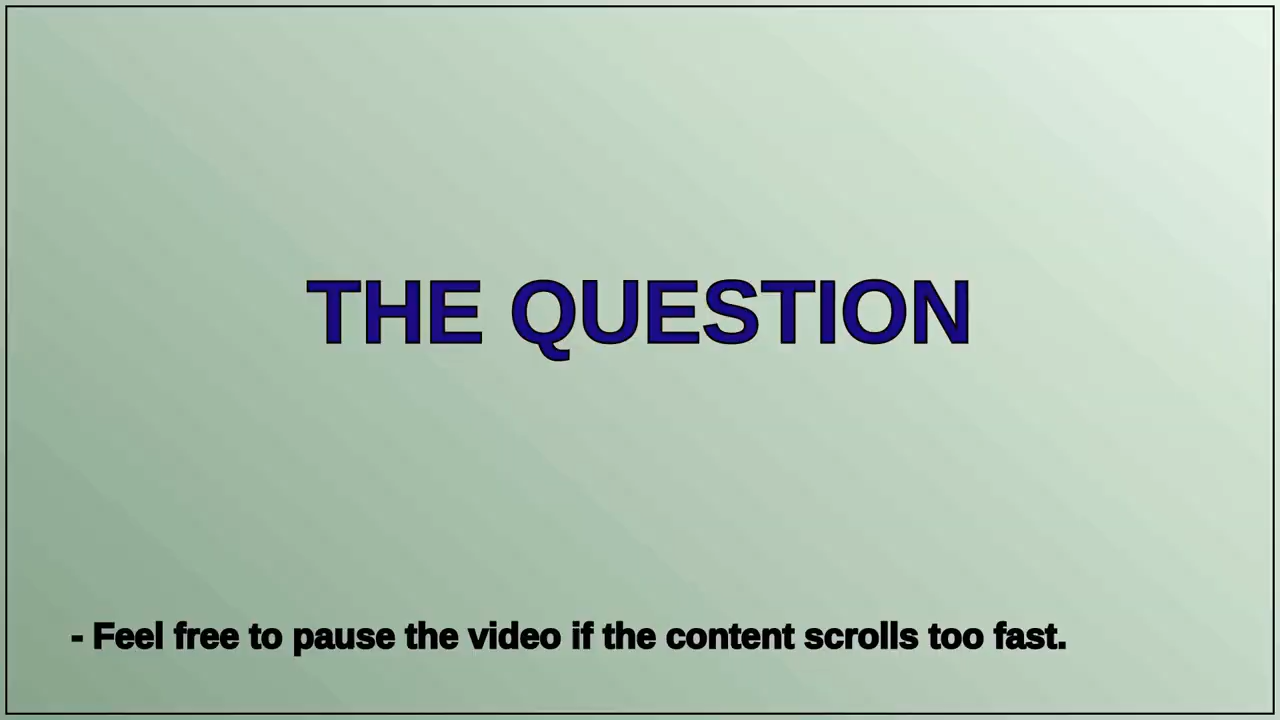 THE QUESTION
- Feel free to pause the video if the content scrolls too fast.